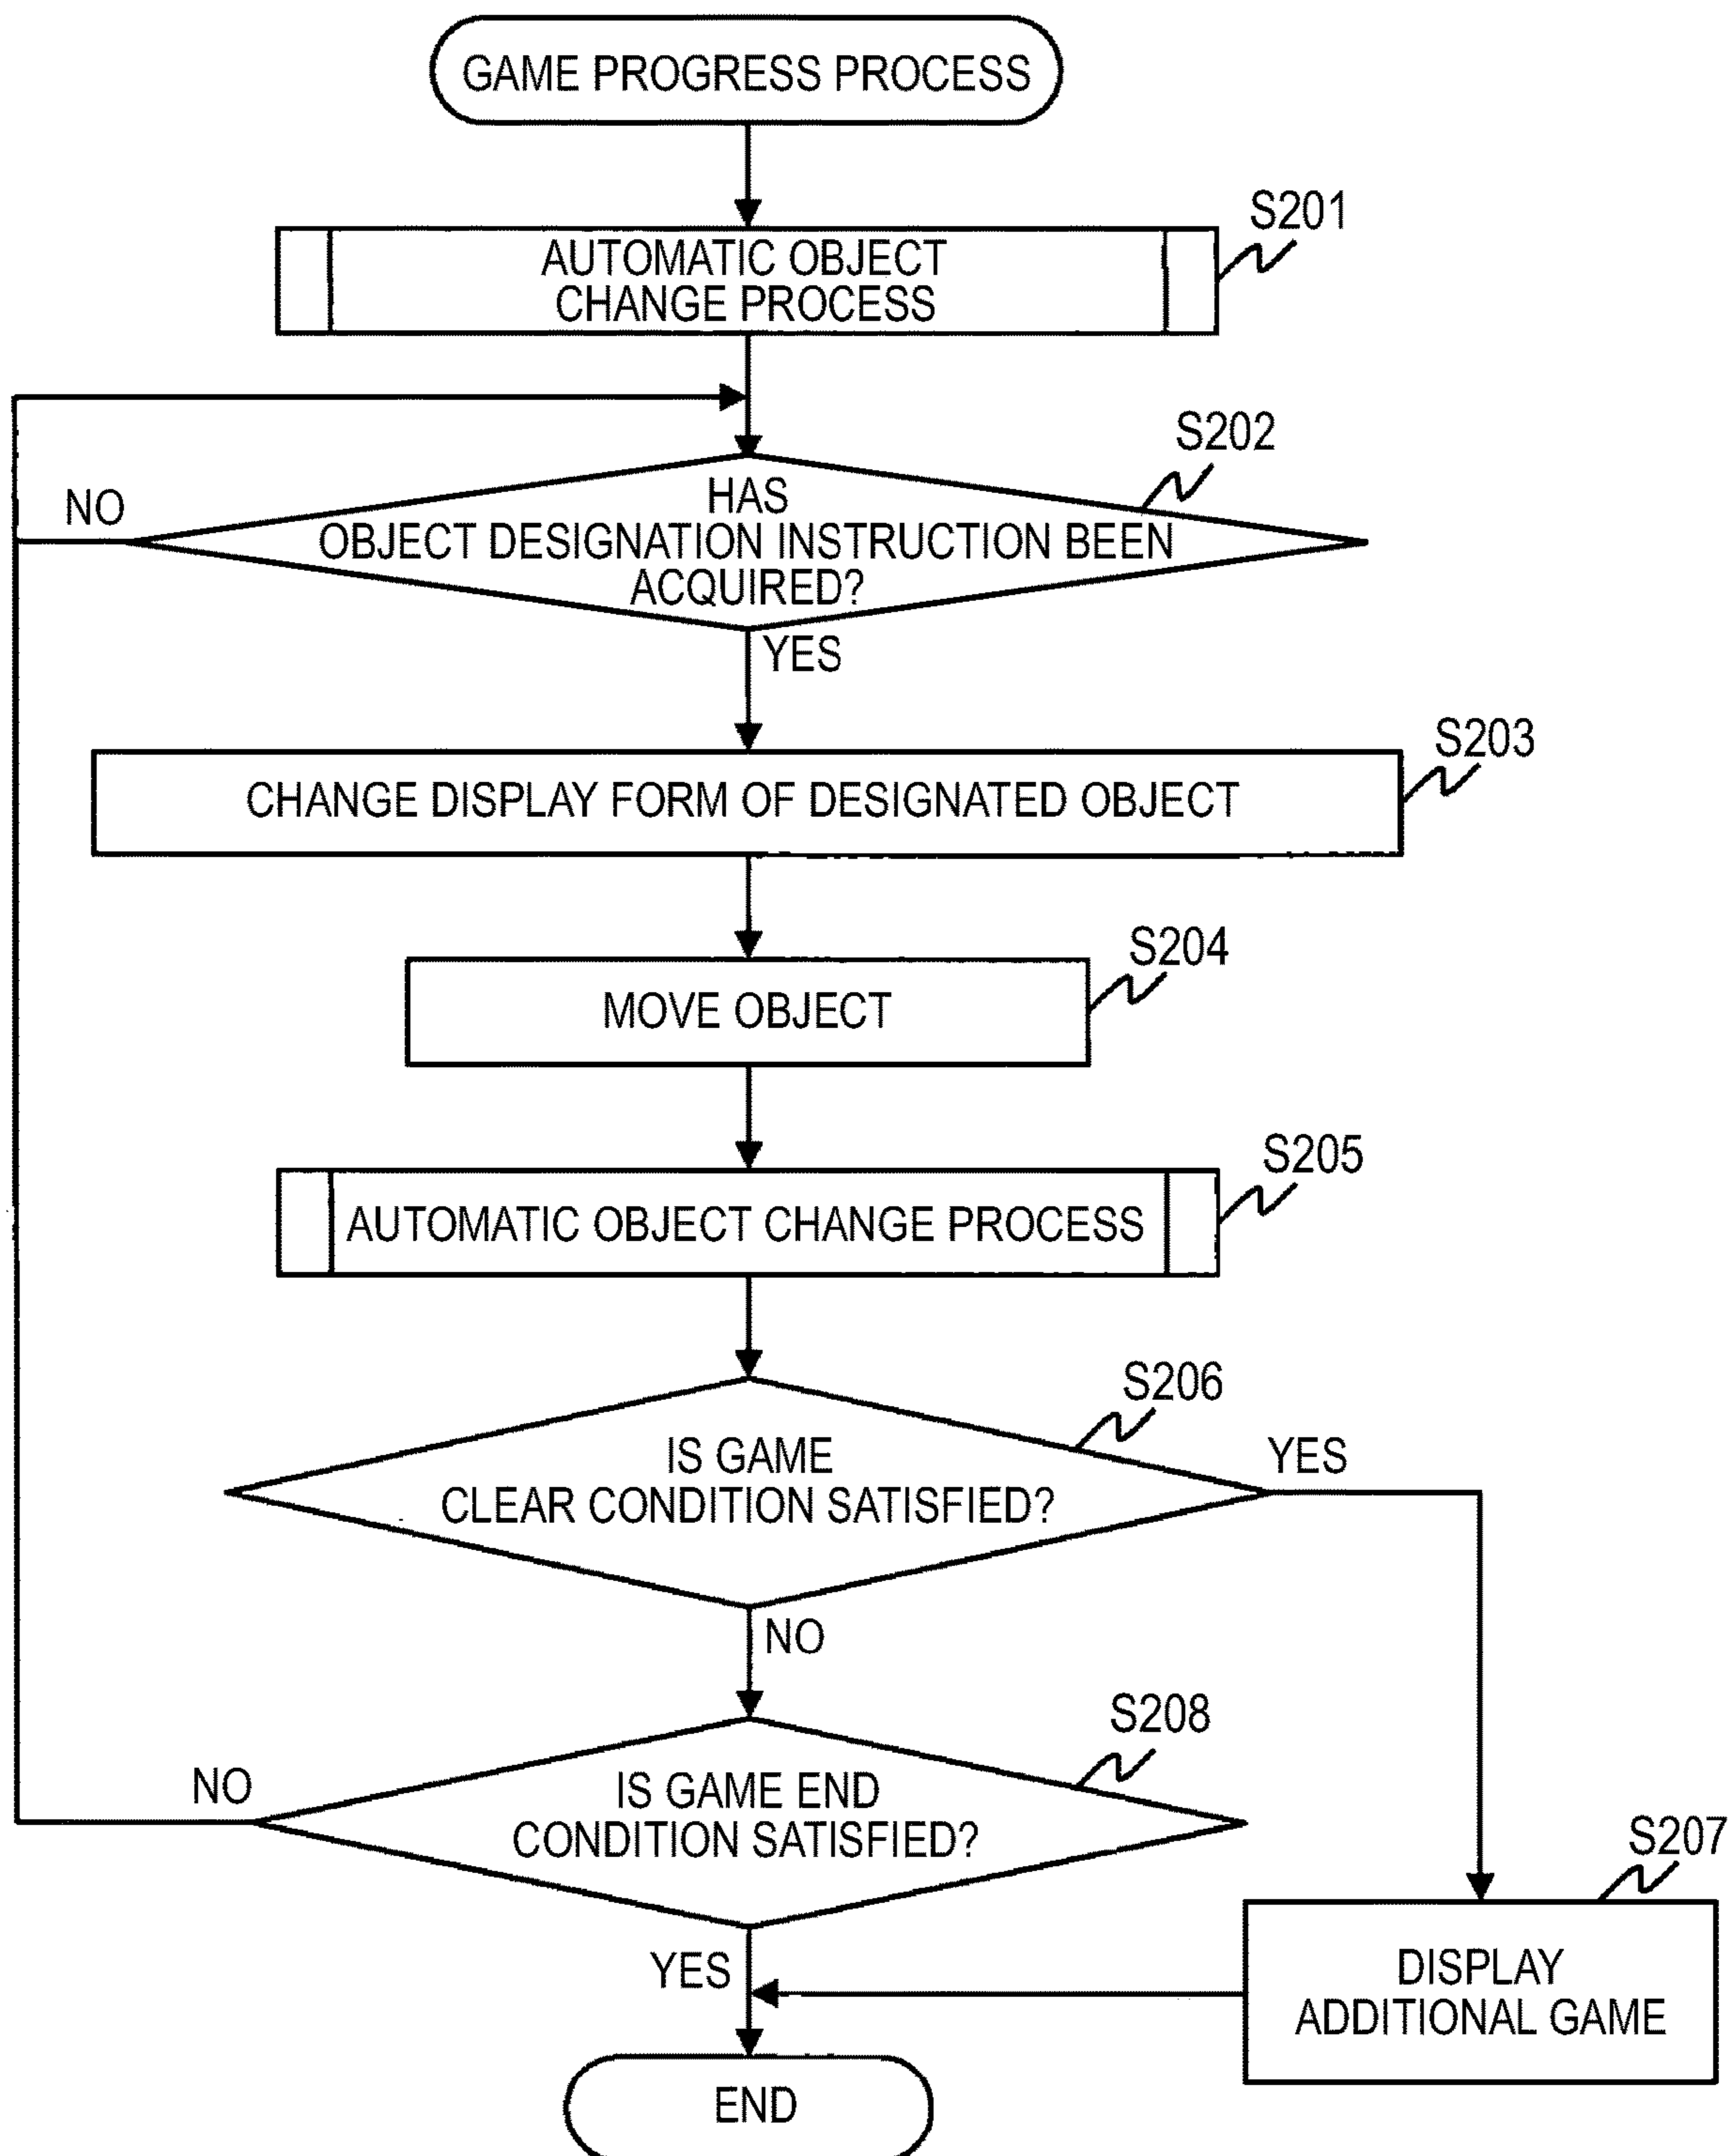 GAME PROGRESS PROCESS
S201
AUTOMATIC OBJECT
CHANGE PROCESS
S202
NO
HAS
OBJECT DESIGNATION INSTRUCTION BEEN
ACQUIRED?
YES
S203
CHANGE DISPLAY FORM OF DESIGNATED OBJECT
S204
MOVE OBJECT
S205
AUTOMATIC OBJECT CHANGE PROCESS
S206
IS GAME
CLEAR CONDITION SATISFIED?
YES
NO
S208
NO
IS GAME END
CONDITION SATISFIED?
S207
YES
DISPLAY
ADDITIONAL GAME
END